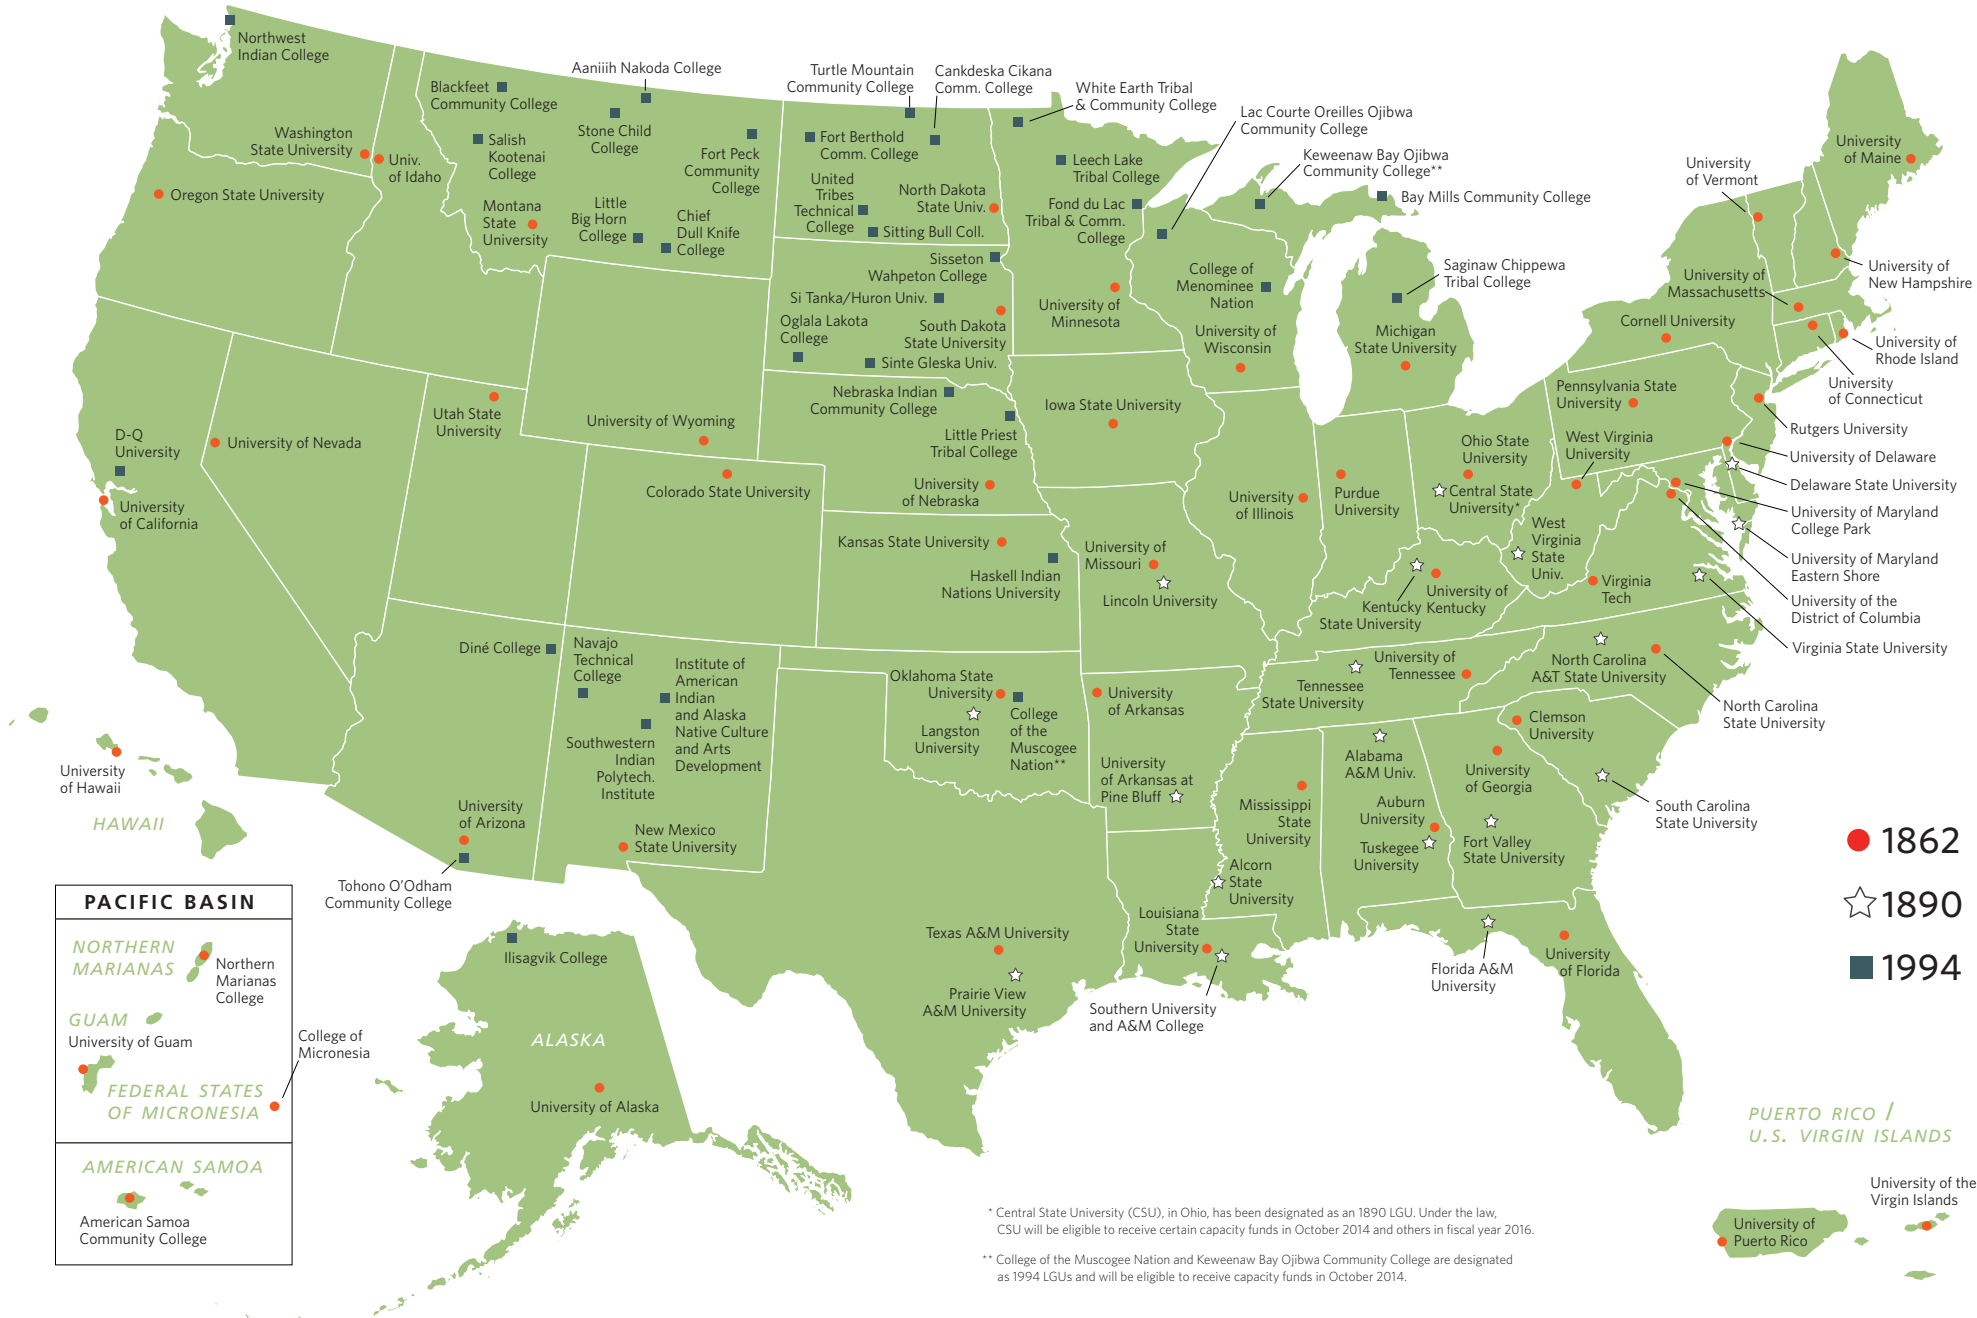 Northwest
Indian College
Washington
State University
Univ.
of Idaho
Oregon State University
Blackfeet
Community College
Salish
Kootenai
College
Montana
State
University
Aaniiih Nakoda College
Stone Child
College
Fort Peck
Community
College
Little
Big Horn
College
Chief
Dull Knife
College
Turtle Mountain
Community College
Cankdeska Cikana
Comm. College
Fort Berthold
Comm. College
United
Tribes
Technical
College
North Dakota
State Univ.
Sitting Bull Coll.
Sisseton
Wahpeton College
Si Tanka/Huron Univ.
Oglala Lakota
College
South Dakota
State University
Sinte Gleska Univ.
White Earth Tribal
& Community College
Leech Lake
Tribal College
Fond du Lac
Tribal & Comm.
College
University of
Minnesota
Lac Courte Oreilles Ojibwa
Community College
Keweenaw Bay Ojibwa
Community College**
Bay Mills Community College
College of
Menominee
Nation
University of
Wisconsin
Saginaw Chippewa
Tribal College
Michigan
State University
University
of Maine
University
of Vermont
University of
New Hampshire
University of
Massachusetts
Cornell University
University of
Rhode Island
University
of Connecticut
Pennsylvania State
University
Rutgers University
West Virginia
University
University of Delaware
Delaware State University
University of Maryland
College Park
University of Maryland
Eastern Shore
University of the
District of Columbia
Virginia State University
D-Q
University
University
of California
University of Nevada
Utah State
University
University of Wyoming
Colorado State University
Nebraska Indian
Community College
Little Priest
Tribal College
University
of Nebraska
Iowa State University
Kansas State University
Haskell Indian
Nations University
University of
Missouri
Lincoln University
University
of Illinois
Purdue
University
Ohio State
University
Central State
University*
West
Virginia
State
Univ.
Virginia
Tech
Kentucky
State University
University of
Kentucky
Diné College
Navajo
Technical
College
Institute of
American
Indian
and Alaska
Native Culture
and Arts
Development
Southwestern
Indian
Polytech.
Institute
University
of Arizona
Tohono O'Odham
Community College
New Mexico
State University
Oklahoma State
University
Langston
University
College
of the
Muscogee
Nation**
University
of Arkansas
University
of Arkansas at
Pine Bluff
Tennessee
State University
University of
Tennessee
North Carolina
A&T State University
North Carolina
State University
Clemson
University
South Carolina
State University
University
of Georgia
Fort Valley
State University
Alabama
A&M Univ.
Auburn
University
Tuskegee
University
Mississippi
State
University
Alcorn
State
University
Louisiana
State
University
Southern University
and A&M College
Texas A&M University
Prairie View
A&M University
Florida A&M
University
University
of Florida
University
of Hawaii
HAWAII
PACIFIC BASIN
NORTHERN
MARIANAS
Northern
Marianas
College
GUAM
University of Guam
FEDERAL STATES
OF MICRONESIA
College of
Micronesia
AMERICAN SAMOA
American Samoa
Community College
Ilisagvik College
ALASKA
University of Alaska
1862
1890
1994
PUERTO RICO /
U.S. VIRGIN ISLANDS
University of the
Virgin Islands
University of
Puerto Rico
* Central State University (CSU), in Ohio, has been designated as an 1890 LGU. Under the law,
CSU will be eligible to receive certain capacity funds in October 2014 and others in fiscal year 2016.
** College of the Muscogee Nation and Keweenaw Bay Ojibwa Community College are designated
as 1994 LGUs and will be eligible to receive capacity funds in October 2014.